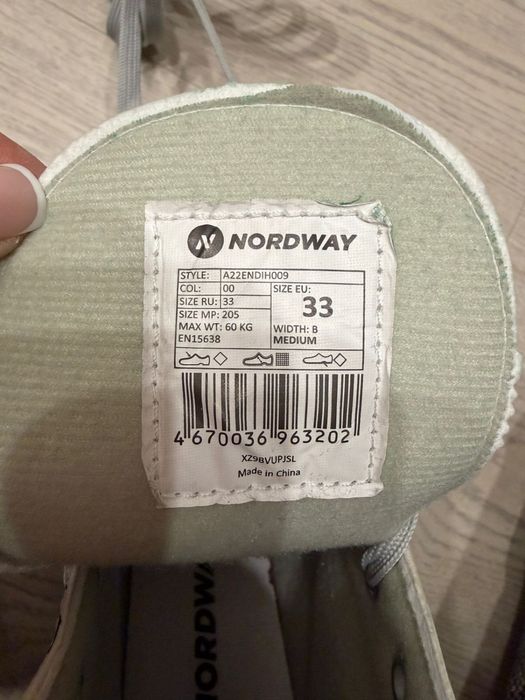 NORDWAY
STYLE: A22ENDIH009
COL: 00
SIZE RU: 33
SIZE MP: 205
MAX WT: 60 KG
EN15638
SIZE EU:
33
WIDTH: B
MEDIUM
4 670036 963202
XZ9BVUPJSL
Made in China
NORDWAY